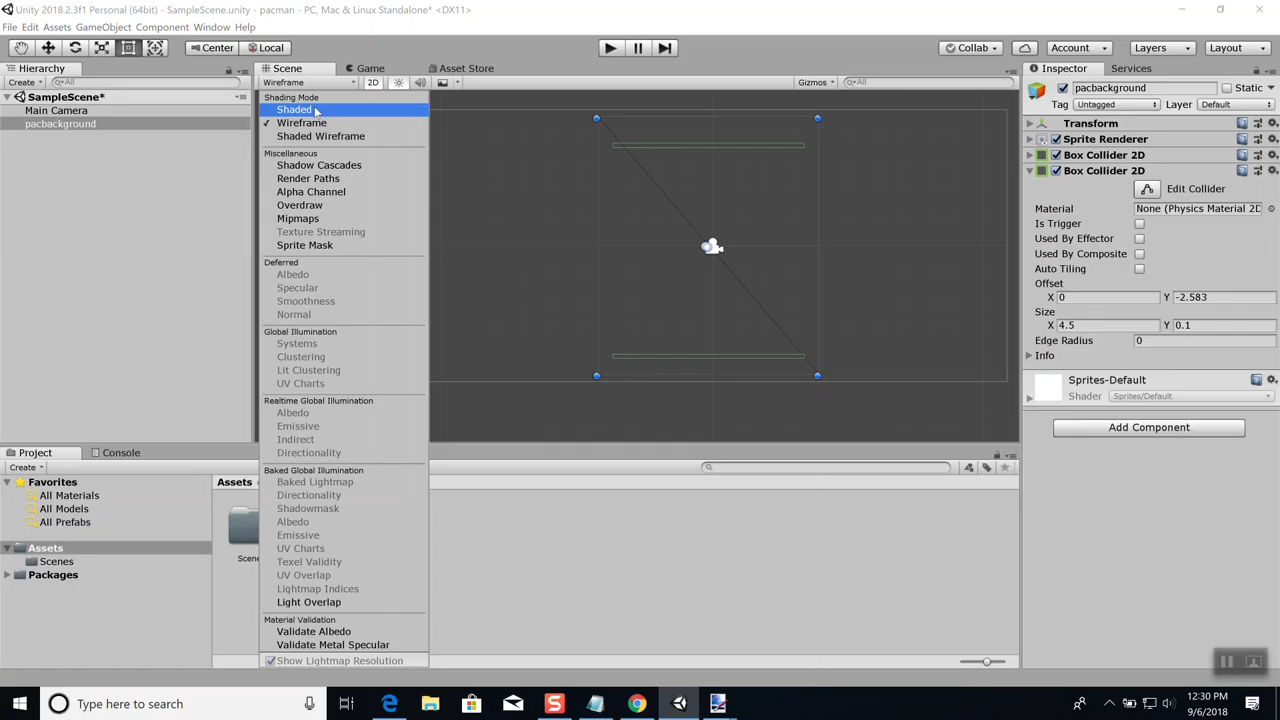 Unity 2018.2.3f1 Personal (64bit) - SampleScene.unity - pacman - PC, Mac & Linux Standalone* <DX11>
File Edit Assets GameObject Component Window Help
Center Local Collab Account Layers Layout
Hierarchy
Create All
SampleScene*
Main Camera
pacbackground
Scene Game Asset Store
Wireframe 2D Gizmos All
Shading Mode
Shaded
✓ Wireframe
Shaded Wireframe
Miscellaneous
Shadow Cascades
Render Paths
Alpha Channel
Overdraw
Mipmaps
Texture Streaming
Sprite Mask
Deferred
Albedo
Specular
Smoothness
Normal
Global Illumination
Systems
Clustering
Lit Clustering
UV Charts
Realtime Global Illumination
Albedo
Emissive
Indirect
Directionality
Baked Global Illumination
Baked Lightmap
Directionality
Shadowmask
Albedo
Emissive
UV Charts
Texel Validity
UV Overlap
Lightmap Indices
Light Overlap
Material Validation
Validate Albedo
Validate Metal Specular
Show Lightmap Resolution
Inspector Services
pacbackground Static
Tag Untagged Layer Default
Transform
Sprite Renderer
Box Collider 2D
Box Collider 2D
Edit Collider
Material None (Physics Material 2D
Is Trigger
Used By Effector
Used By Composite
Auto Tiling
Offset
X 0 Y -2.583
Size
X 4.5 Y 0.1
Edge Radius 0
Info
Sprites-Default
Shader Sprites/Default
Add Component
Project Console
Create
Favorites
All Materials
All Models
All Prefabs
Assets
Scenes
Packages
Assets
Scene
Type here to search
12:30 PM
9/6/2018